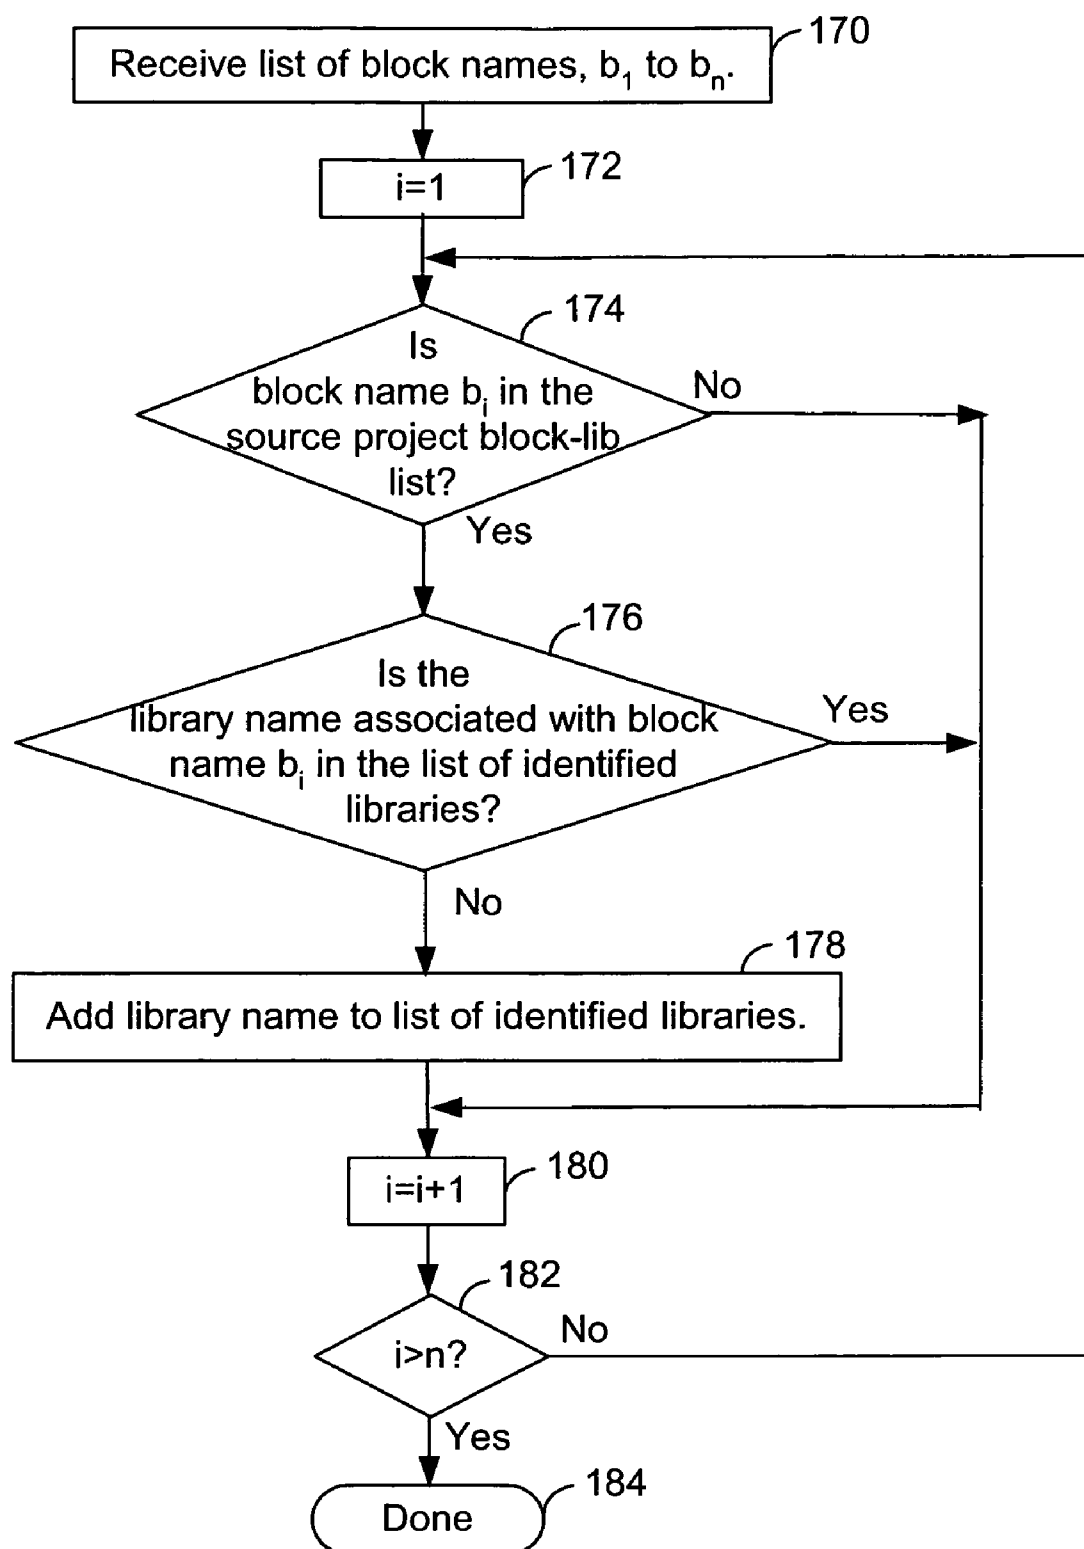 170
Receive list of block names, b₁ to bₙ.
172
i=1
174
Is
block name bᵢ in the
source project block-lib
list?
No
Yes
176
Is the
library name associated with block
name bᵢ in the list of identified
libraries?
Yes
No
178
Add library name to list of identified libraries.
180
i=i+1
182
i>n?
No
Yes
184
Done